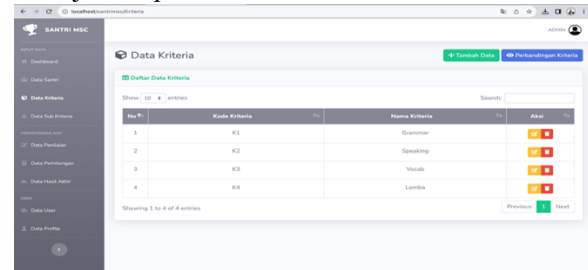 localhost/santrimsc/Kriteria
SANTRI MSC
ADMIN
INPUT DATA
Dashboard
Data Santri
Data Kriteria
Data Sub Kriteria
Data Penilaian
Data Perhitungan
Data Hasil Akhir
USER
Data User
Data Profile
Data Kriteria
+ Tambah Data
Perbandingan Kriteria
Daftar Data Kriteria
Show 10 entries
Search:
No Kode Kriteria Nama Kriteria Aksi
1 K1 Grammar
2 K2 Speaking
3 K3 Vocab
4 K4 Lomba
Showing 1 to 4 of 4 entries
Previous 1 Next